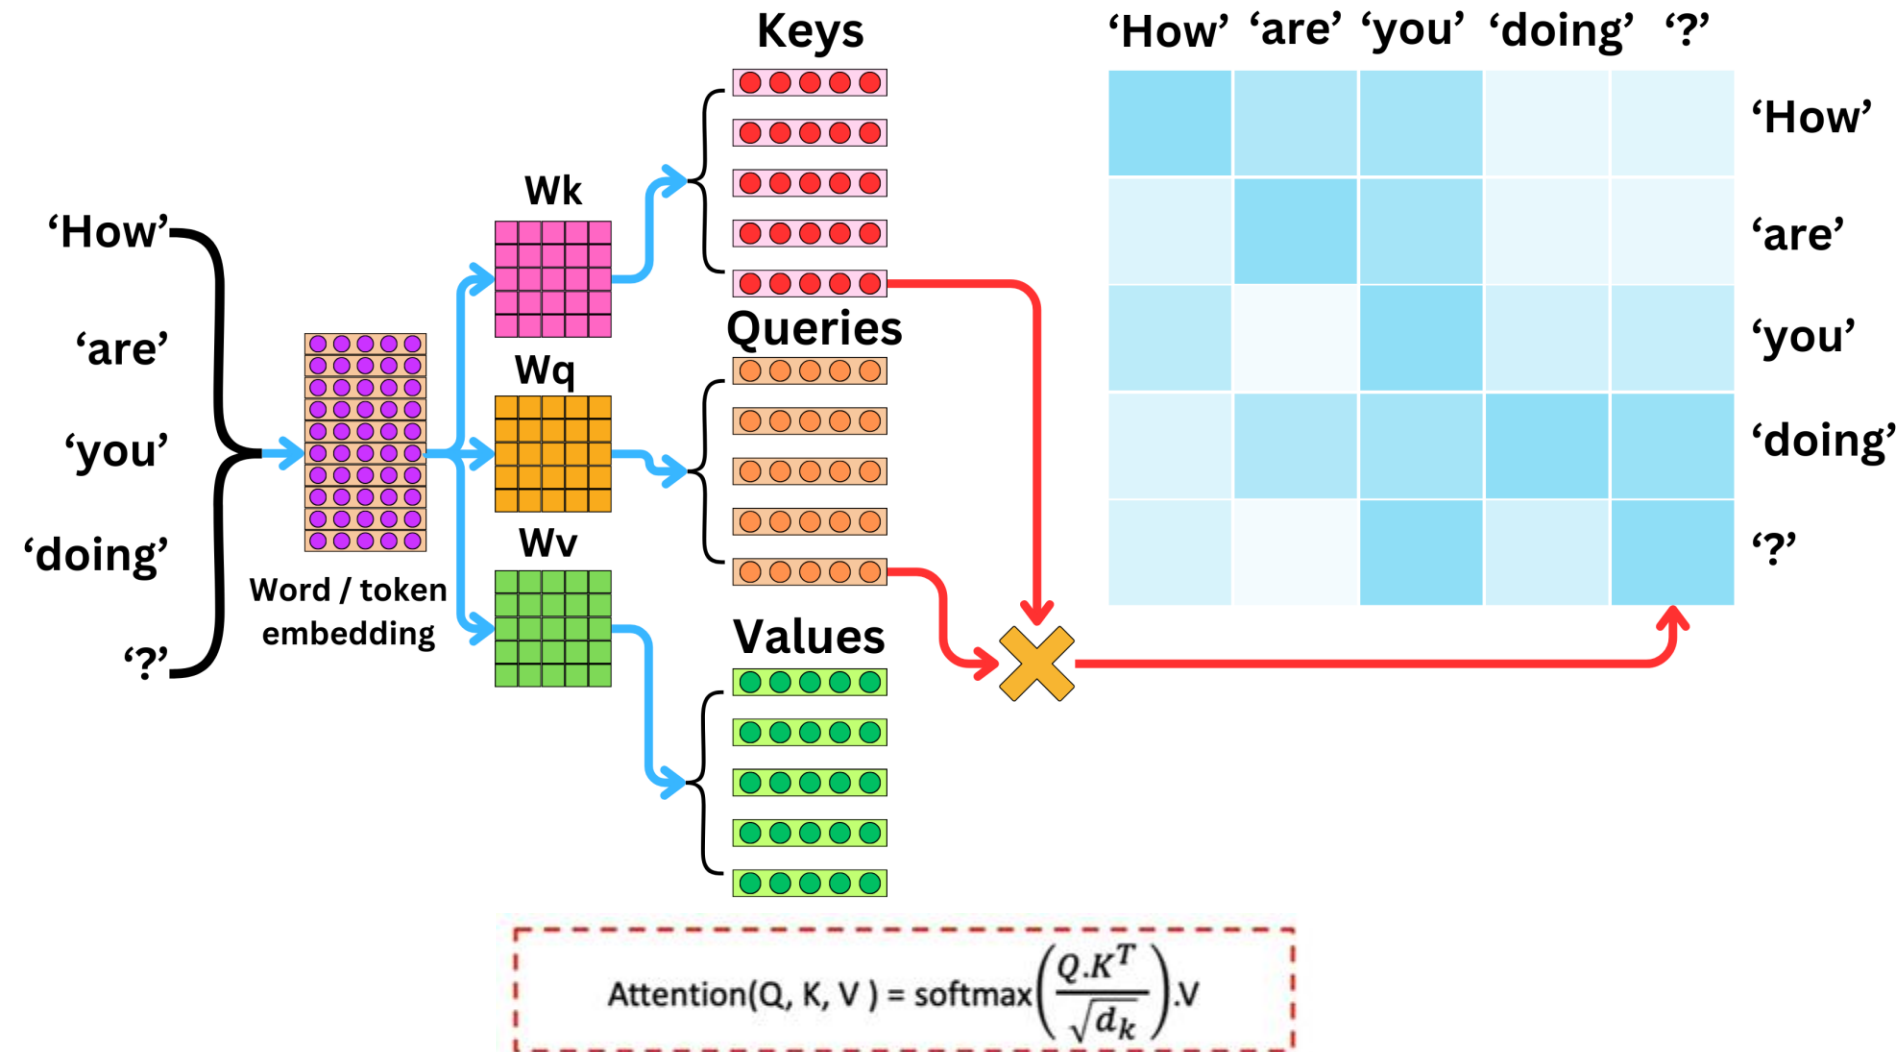 ‘How’
‘are’
‘you’
‘doing’
‘?’
Word / token
embedding
Wk
Wq
Wv
Keys
Queries
Values
‘How’ ‘are’ ‘you’ ‘doing’ ‘?’
‘How’
‘are’
‘you’
‘doing’
‘?’
Attention(Q, K, V ) = softmax(Q.K^T / √d_k).V